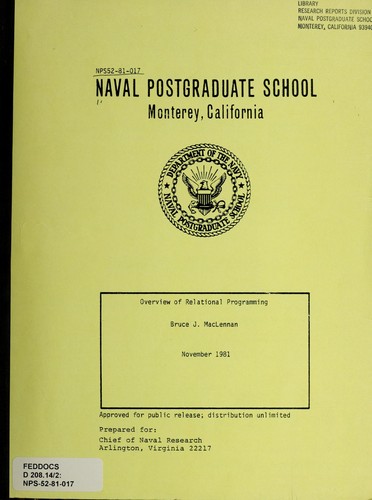 LIBRARY
RESEARCH REPORTS DIVISION
NAVAL POSTGRADUATE SCHOO
MONTEREY, CALIFORNIA 9394
NPS52-81-017
NAVAL POSTGRADUATE SCHOOL
Monterey, California
DEPARTMENT OF THE NAVY
NAVAL POSTGRADUATE SCHOOL
Overview of Relational Programming
Bruce J. MacLennan
November 1981
Approved for public release; distribution unlimited
Prepared for:
Chief of Naval Research
Arlington, Virginia 22217
FEDDOCS
D 208.14/2:
NPS-52-81-017